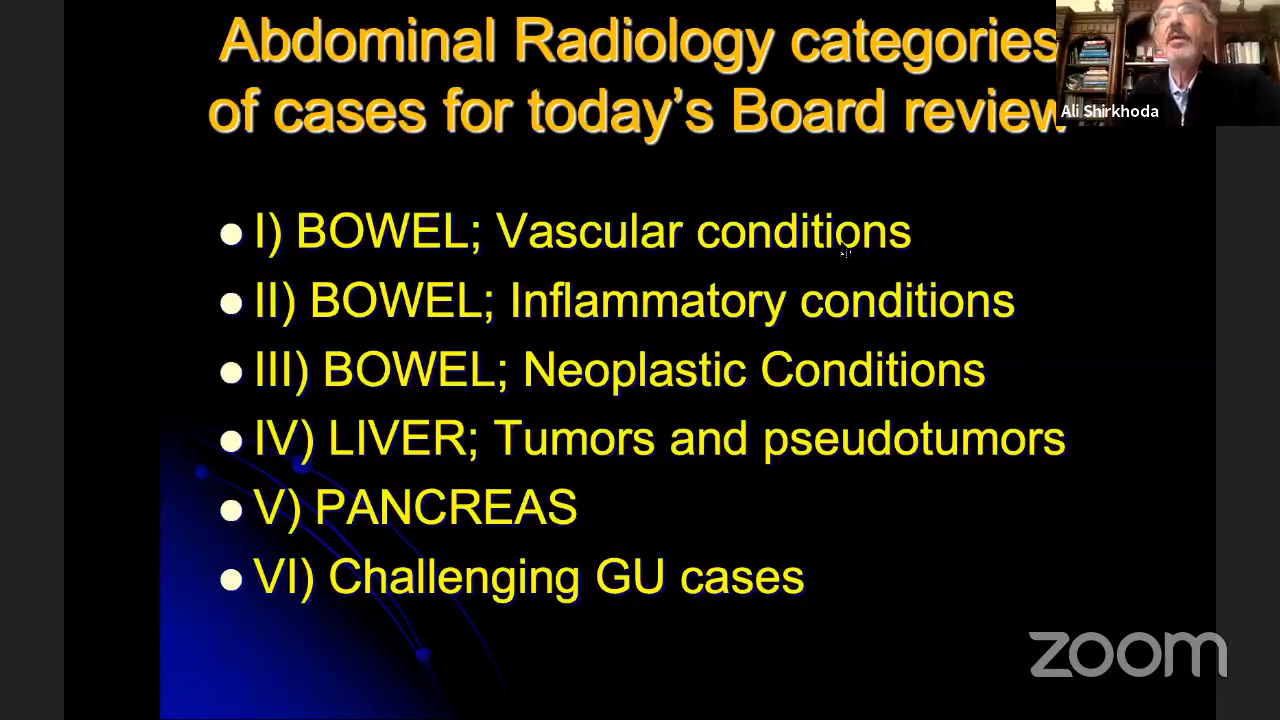 Abdominal Radiology categories
of cases for today's Board review
Ali Shirkhoda
I) BOWEL; Vascular conditions
II) BOWEL; Inflammatory conditions
III) BOWEL; Neoplastic Conditions
IV) LIVER; Tumors and pseudotumors
V) PANCREAS
VI) Challenging GU cases
zoom